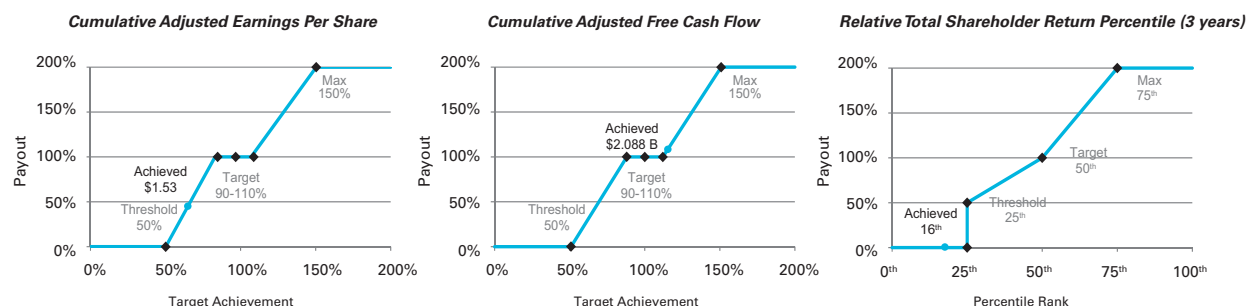 Cumulative Adjusted Earnings Per Share
200%
150%
100%
50%
0%
Payout
Max
150%
Achieved
$1.53
Target
90-110%
Threshold
50%
0% 50% 100% 150% 200%
Target Achievement
Cumulative Adjusted Free Cash Flow
200%
150%
100%
50%
0%
Payout
Max
150%
Achieved
$2.088 B
Target
90-110%
Threshold
50%
0% 50% 100% 150% 200%
Target Achievement
Relative Total Shareholder Return Percentile (3 years)
200%
150%
100%
50%
0%
Payout
Max
75th
Target
50th
Threshold
25th
Achieved
16th
0th 25th 50th 75th 100th
Percentile Rank